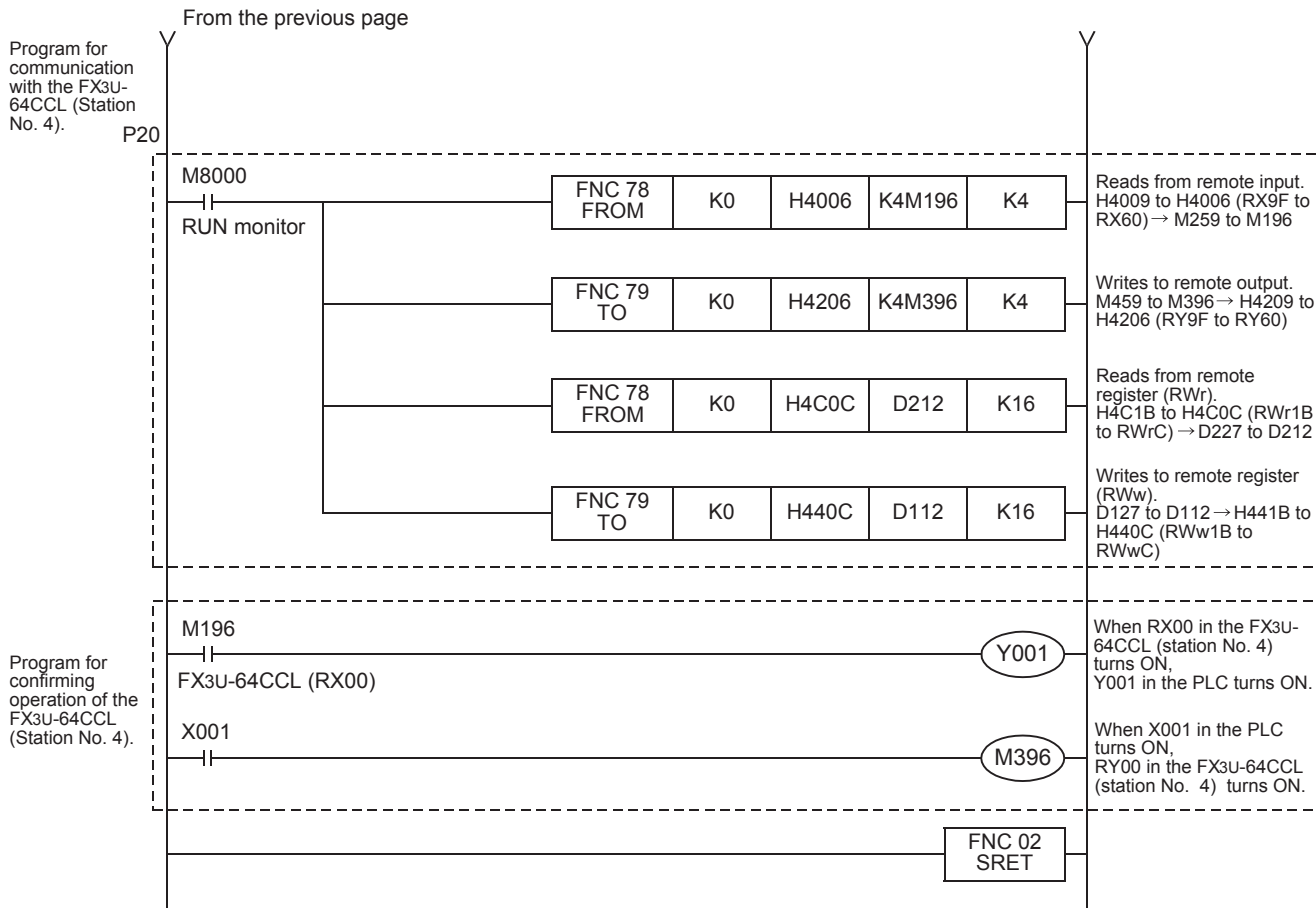 From the previous page
Program for
communication
with the FX3U-
64CCL (Station
No. 4).
P20
M8000
RUN monitor
FNC 78
FROM
K0
H4006
K4M196
K4
Reads from remote input.
H4009 to H4006 (RX9F to
RX60)→ M259 to M196
FNC 79
TO
K0
H4206
K4M396
K4
Writes to remote output.
M459 to M396→ H4209 to
H4206 (RY9F to RY60)
FNC 78
FROM
K0
H4C0C
D212
K16
Reads from remote
register (RWr).
H4C1B to H4C0C (RWr1B
to RWrC) →D227 to D212
FNC 79
TO
K0
H440C
D112
K16
Writes to remote register
(RWw).
D127 to D112→H441B to
H440C (RWw1B to
RWwC)
Program for
confirming
operation of the
FX3U-64CCL
(Station No. 4).
M196
FX3U-64CCL (RX00)
Y001
When RX00 in the FX3U-
64CCL (station No. 4)
turns ON,
Y001 in the PLC turns ON.
X001
M396
When X001 in the PLC
turns ON,
RY00 in the FX3U-64CCL
(station No. 4) turns ON.
FNC 02
SRET